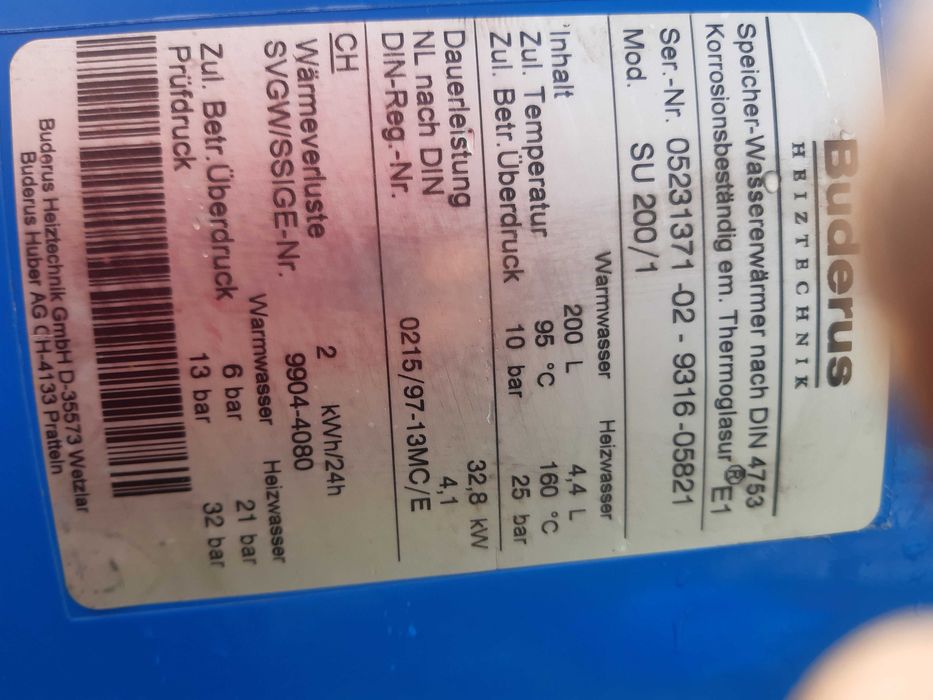 Buderus
HEIZTECHNIK
Speicher-Wassererwärmer nach DIN 4753
Korrosionsbeständig em. Thermoglasur ® E1
Ser.-Nr. 05231371 -02 - 9316 -05821
Mod. SU 200/1
Warmwasser Heizwasser
Inhalt 200 L 4,4 L
Zul. Temperatur 95 °C 160 °C
Zul. Betr.Überdruck 10 bar 25 bar
Dauerleistung 32,8 kW
NL nach DIN 4,1
DIN-Reg.-Nr. 0215/97-13MC/E
CH
Wärmeverluste 2 kWh/24h
SVGW/SSIGE-Nr. 9904-4080
Warmwasser Heizwasser
Zul. Betr.Überdruck 6 bar 21 bar
Prüfdruck 13 bar 32 bar
Buderus Heiztechnik GmbH D-35573 Wetzlar
Buderus Huber AG CH-4133 Pratteln